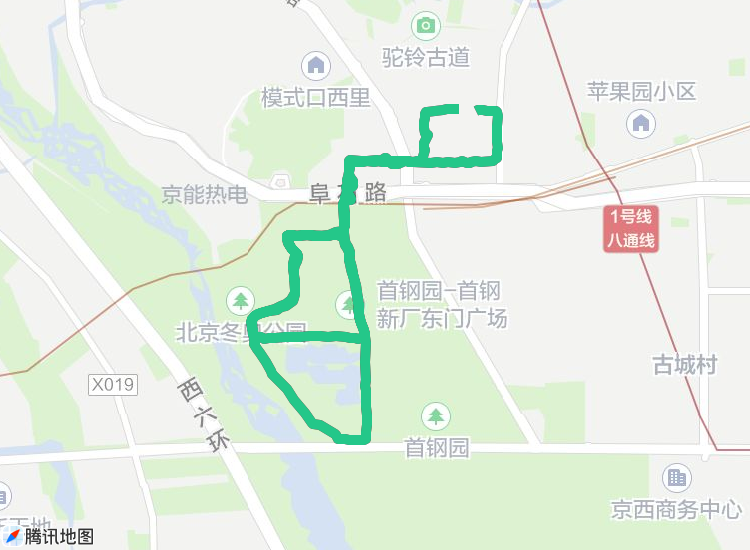 驼铃古道
模式口西里
苹果园小区
京能热电
阜石路
1号线
八通线
首钢园-首钢
新厂东门广场
北京冬奥公园
古城村
X019
西六环
首钢园
京西商务中心
腾讯地图